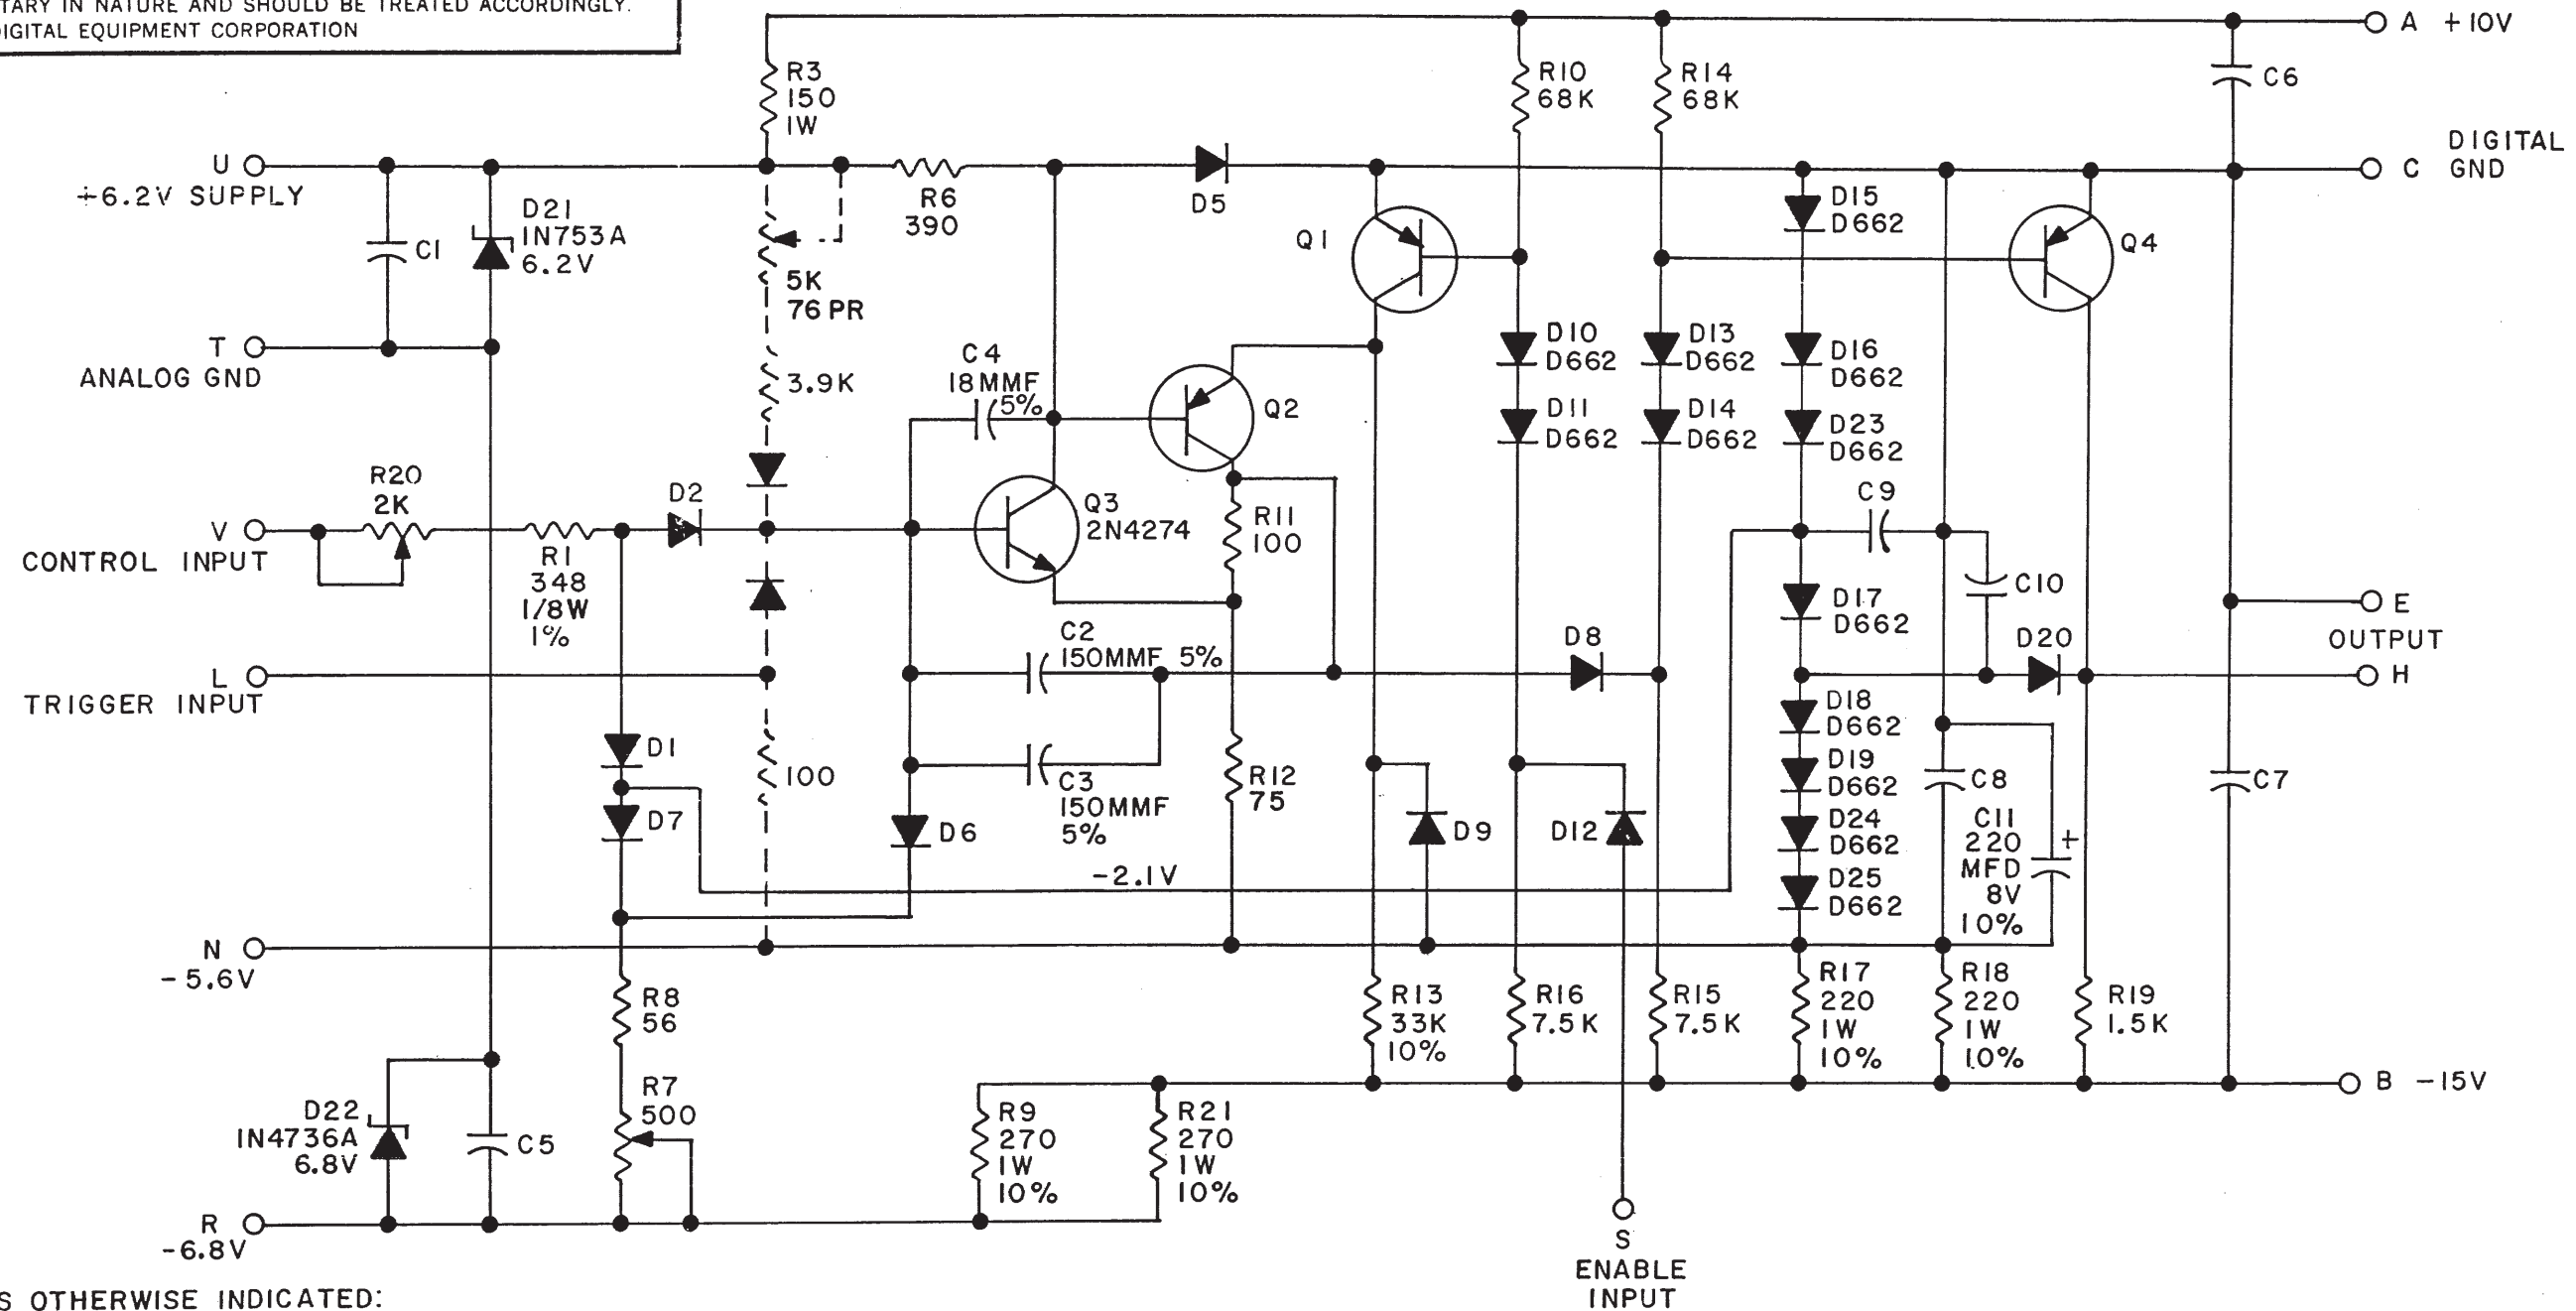 TARY IN NATURE AND SHOULD BE TREATED ACCORDINGLY.
DIGITAL EQUIPMENT CORPORATION
A +10V
R3
150
1W
R10
68K
R14
68K
C6
DIGITAL
GND
C
U
+6.2V SUPPLY
D21
1N753A
6.2V
C1
R6
390
D5
Q1
D15
D662
Q4
5K
76 PR
T
ANALOG GND
3.9K
C4
18MMF
5%
Q2
D10
D662
D11
D662
D13
D662
D14
D662
D16
D662
D23
D662
R20
2K
D2
V
CONTROL INPUT
R1
348
1/8W
1%
Q3
2N4274
R11
100
C9
C10
D17
D662
E
OUTPUT
H
D20
L
TRIGGER INPUT
C2
150MMF 5%
D8
D18
D662
D19
D662
D24
D662
D25
D662
D1
D7
100
C3
150MMF
5%
D6
R12
75
D9
D12
C8
C11
220
MFD
8V
10%
+
C7
-2.1V
N
-5.6V
R8
56
R13
33K
10%
R16
7.5K
R15
7.5K
R17
220
1W
10%
R18
220
1W
10%
R19
1.5K
B -15V
R7
500
D22
1N4736A
6.8V
C5
R9
270
1W
10%
R21
270
1W
10%
R
-6.8V
S
ENABLE
INPUT
S OTHERWISE INDICATED: